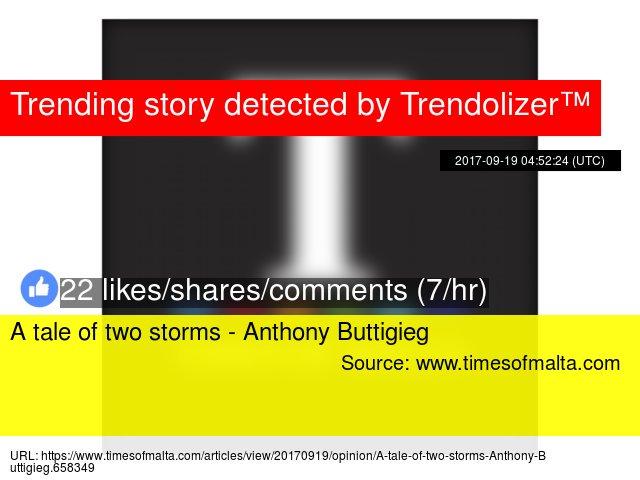 Trending story detected by Trendolizer™
2017-09-19 04:52:24 (UTC)
22 likes/shares/comments (7/hr)
A tale of two storms - Anthony Buttigieg
Source: www.timesofmalta.com
URL: https://www.timesofmalta.com/articles/view/20170919/opinion/A-tale-of-two-storms-Anthony-B
uttigieg.658349